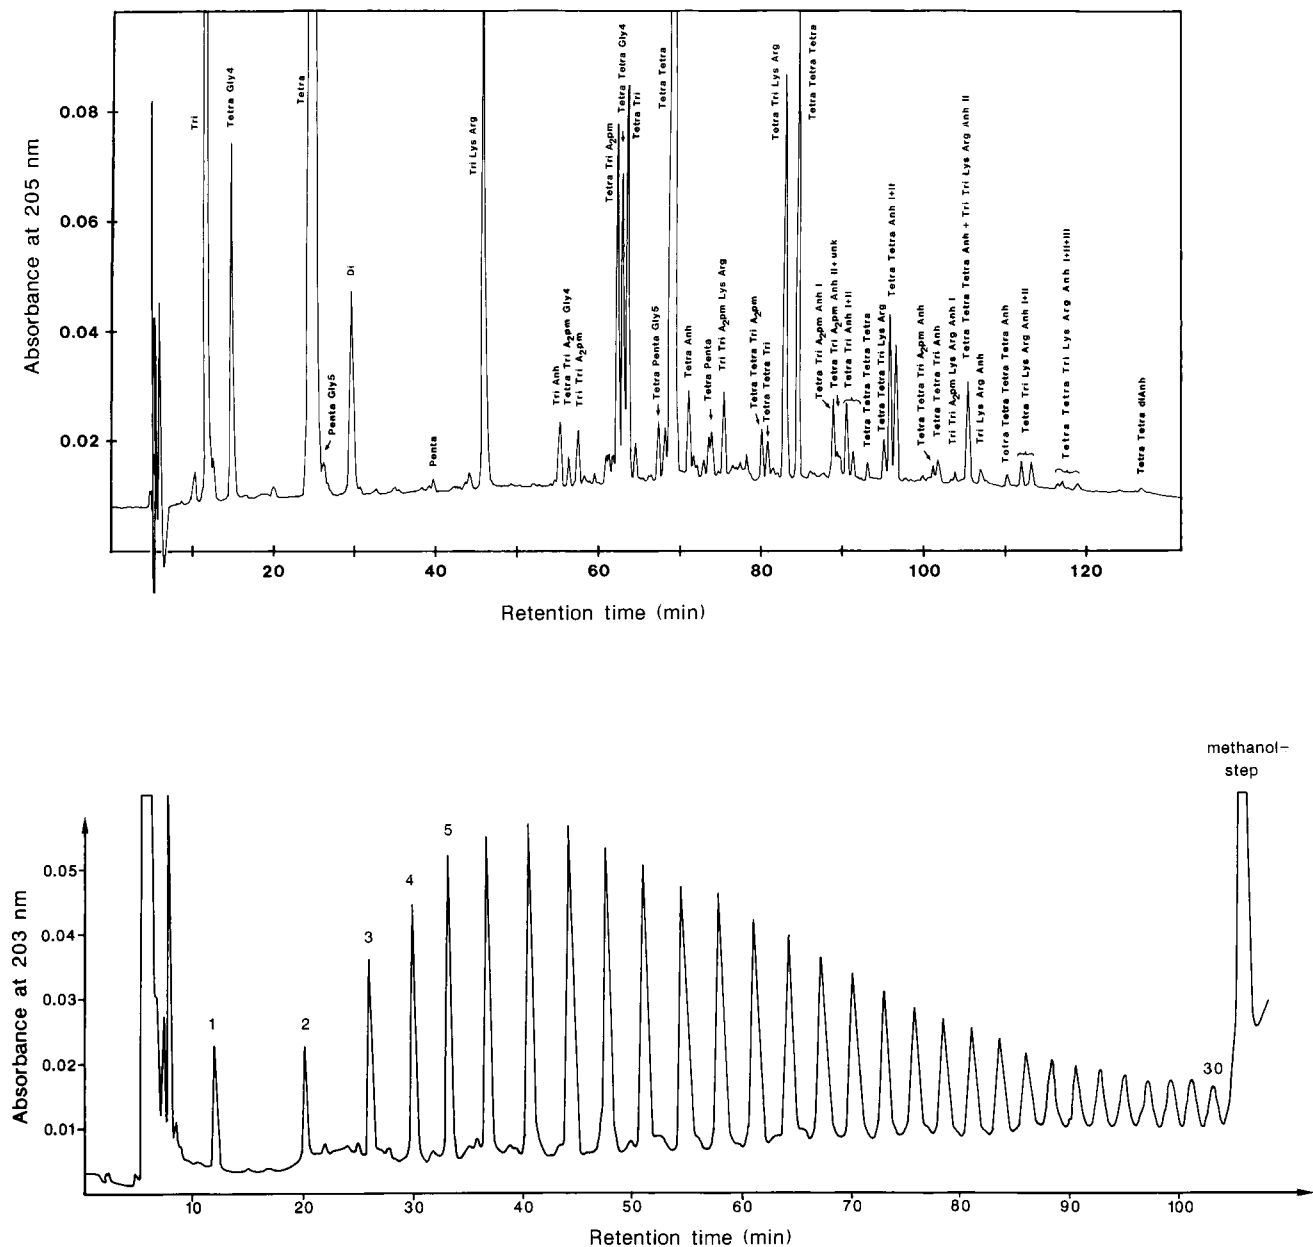 Absorbance at 205 nm
0.08
0.06
0.04
0.02
Tri
Tetra Gly4
Tetra
Penta Gly5
Di
Penta
Tri Lys Arg
Tri Anh
Tetra Tri A2pm Gly4
Tri Tri A2pm
Tetra Tri A2pm
Tetra Tetra Gly4
Tetra Tri
Tetra Penta Gly5
Tetra Tetra
Tetra Anh
Tetra Penta
Tri Tri A2pm Lys Arg
Tetra Tetra Tri A2pm
Tetra Tetra Tri
Tetra Tri Lys Arg
Tetra Tetra Tetra
Tetra Tri A2pm Anh I
Tetra Tri A2pm Anh II + unk
Tetra Tri Anh I+II
Tetra Tetra Tetra Tetra
Tetra Tetra Tri Lys Arg
Tetra Tetra Anh I+II
Tetra Tetra Tri A2pm Anh
Tetra Tetra Tri Anh
Tri Tri A2pm Lys Arg Anh I
Tetra Tetra Tetra Anh + Tri Tri Lys Arg Anh II
Tri Lys Arg Anh
Tetra Tetra Tetra Tetra Anh
Tetra Tri Lys Arg Anh I+II
Tetra Tetra Tri Lys Arg Anh I+II+III
Tetra Tetra diAnh
20
40
60
80
100
120
Retention time (min)
methanol-
step
Absorbance at 203 nm
0.05
0.04
0.03
0.02
0.01
1
2
3
4
5
30
10
20
30
40
50
60
70
80
90
100
Retention time (min)